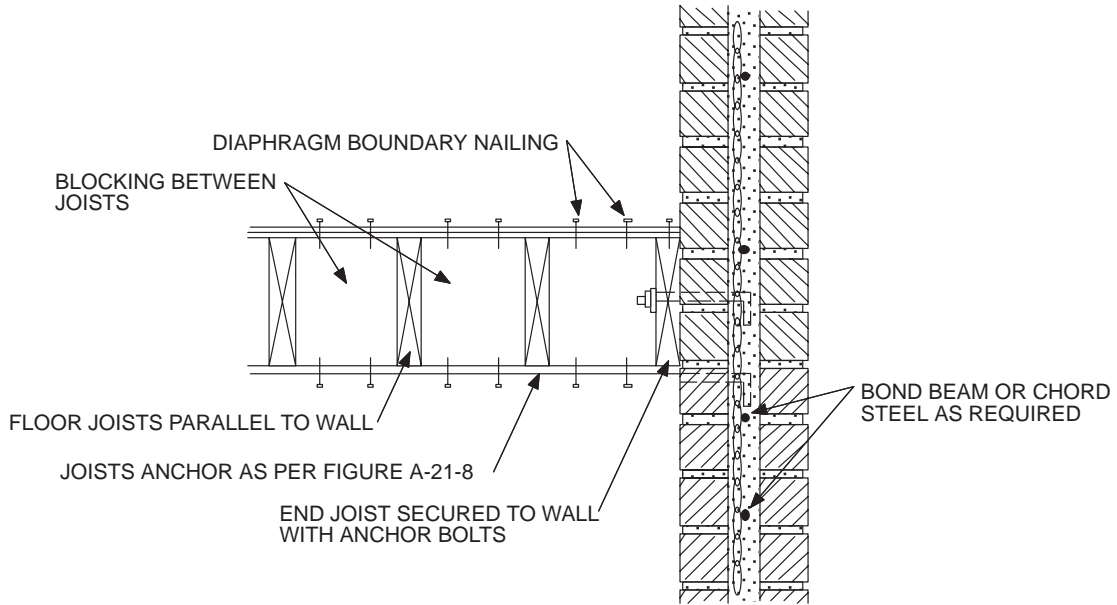 DIAPHRAGM BOUNDARY NAILING
BLOCKING BETWEEN
JOISTS
FLOOR JOISTS PARALLEL TO WALL
BOND BEAM OR CHORD
STEEL AS REQUIRED
JOISTS ANCHOR AS PER FIGURE A-21-8
END JOIST SECURED TO WALL
WITH ANCHOR BOLTS